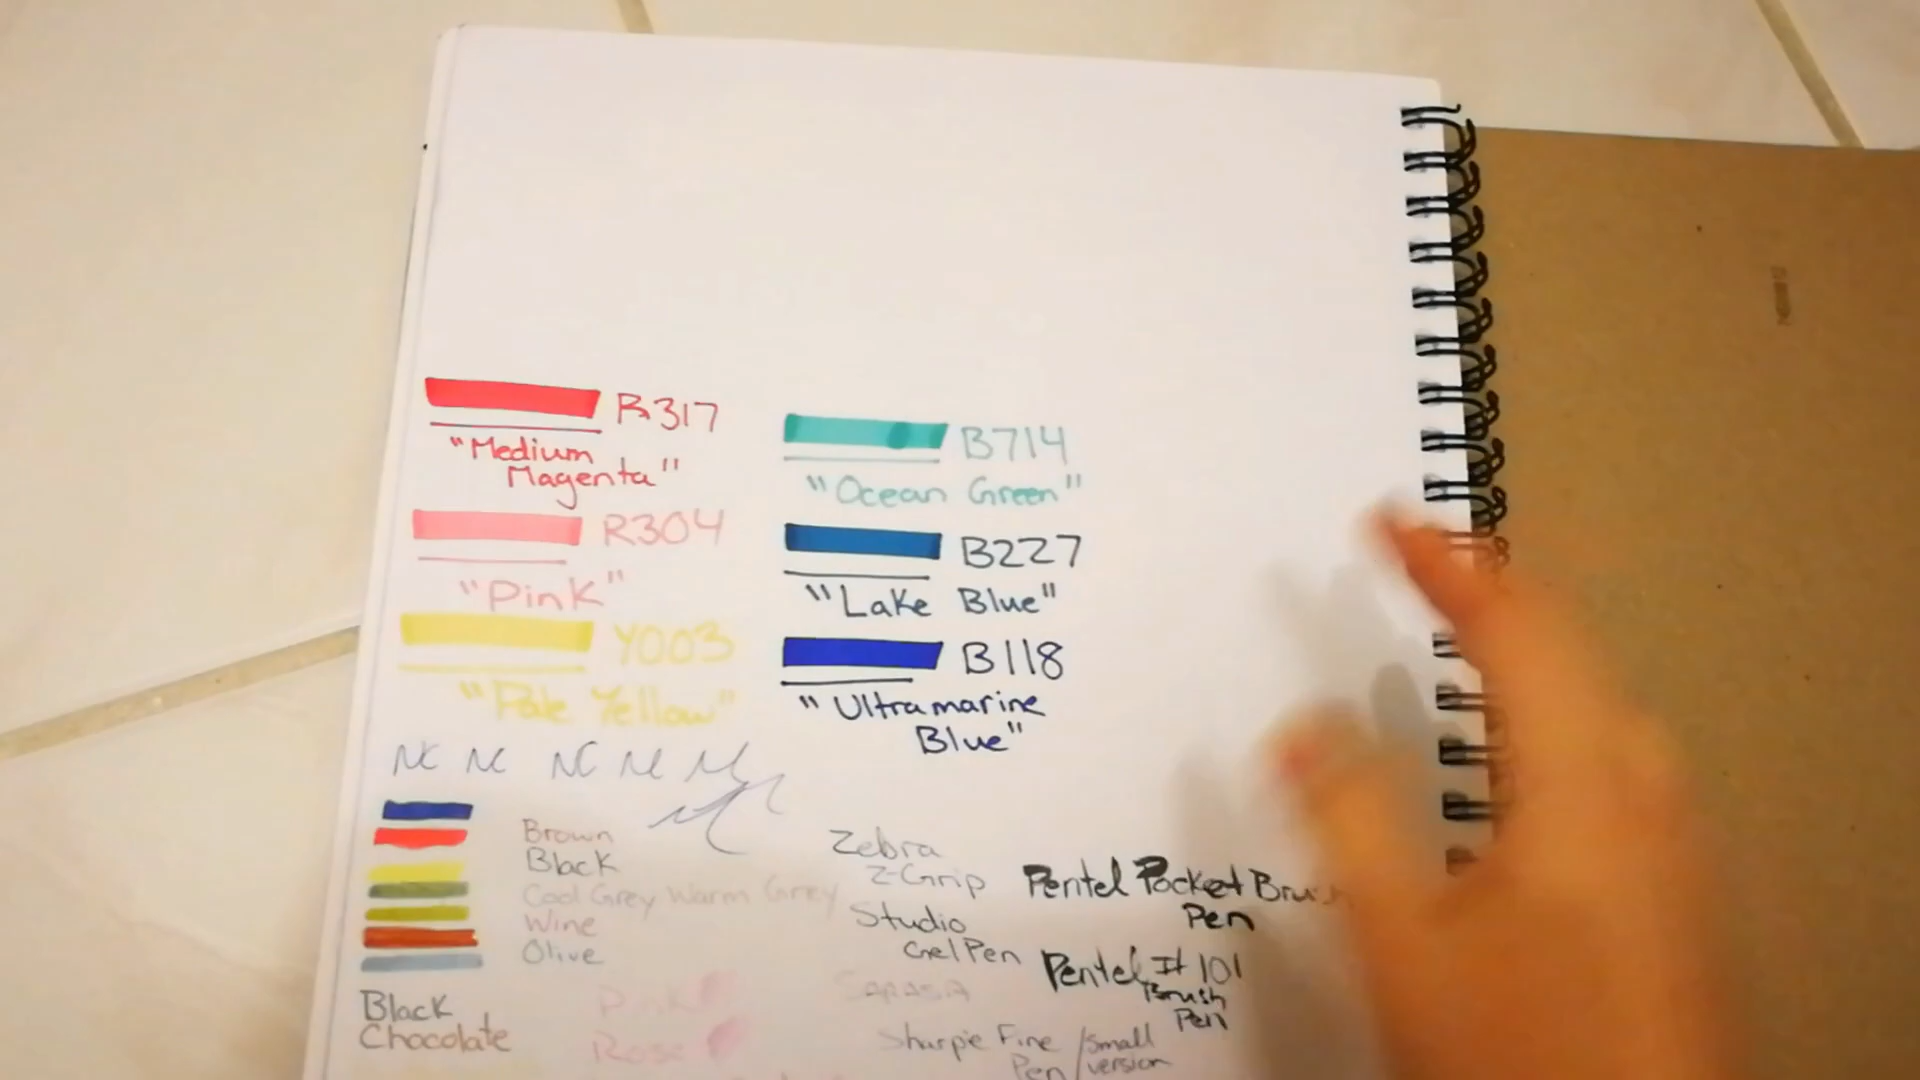 R317
"Medium
Magenta"
R304
"Pink"
Y003
"Pale Yellow"
B714
"Ocean Green"
B227
"Lake Blue"
B118
"Ultramarine
Blue"
NC NC NC
Brown
Black
Cool Grey Warm Grey
Wine
Olive
Black
Chocolate
Pink
Rose
Zebra
Z-Grip
Studio
Gel Pen
SARASA
Sharpie Fine
Pen /small
version
Pentel Pocket Brush
Pen
Pentel 101
Brush
Pen